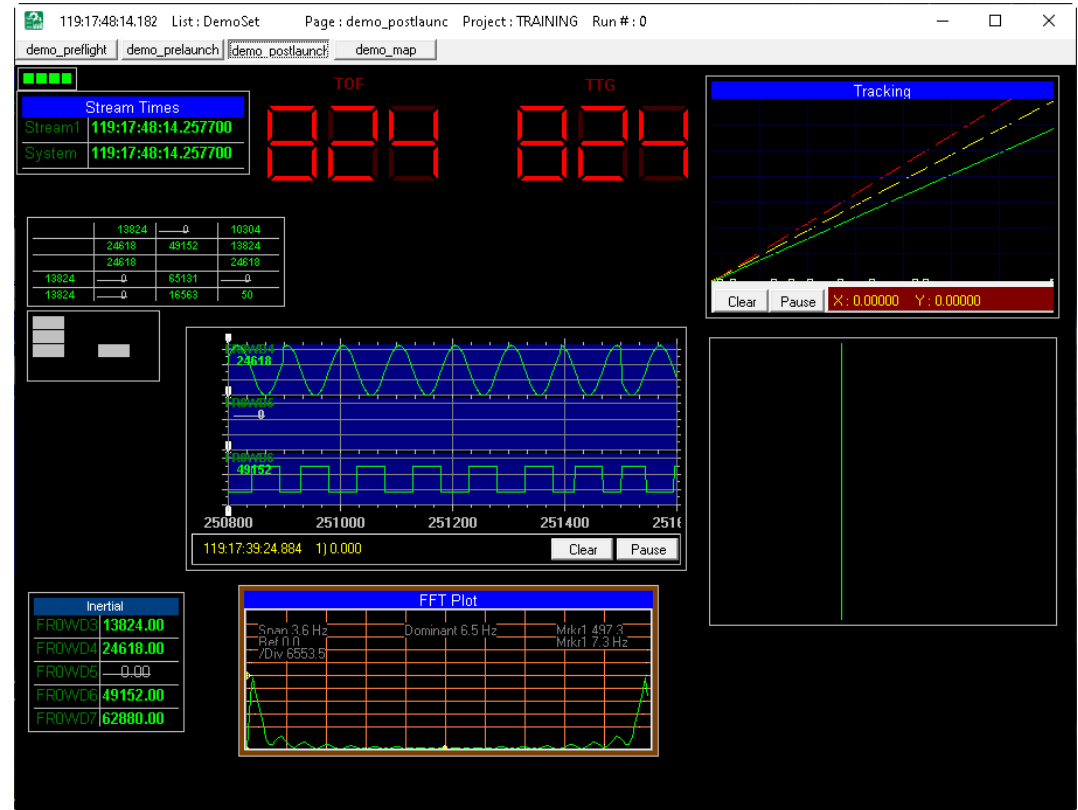 119:17:48:14.182 List : DemoSet Page : demo_postlaunc Project : TRAINING Run # : 0
demo_preflight demo_prelaunch demo_postlaunch demo_map
TOF
TTG
Stream Times
Stream1 119:17:48:14.257700
System 119:17:48:14.257700
Tracking
Clear Pause X : 0.00000 Y : 0.00000
13824 0 10304
24618 49152 13824
24618 24618
13824 0 65131 0
13824 0 16563 50
FR0WD4
24618
0
FR0WD6
49152
250800 251000 251200 251400
119:17:39:24.884 1) 0.000 Clear Pause
Inertial
FR0WD3 13824.00
FR0WD4 24618.00
FR0WD5 0.00
FR0WD6 49152.00
FR0WD7 62880.00
FFT Plot
Span 3.6 Hz Dominant 6.5 Hz Mrkr1 497.3
Ref 0.0 Mrkr1 7.3 Hz
/Div 6553.5